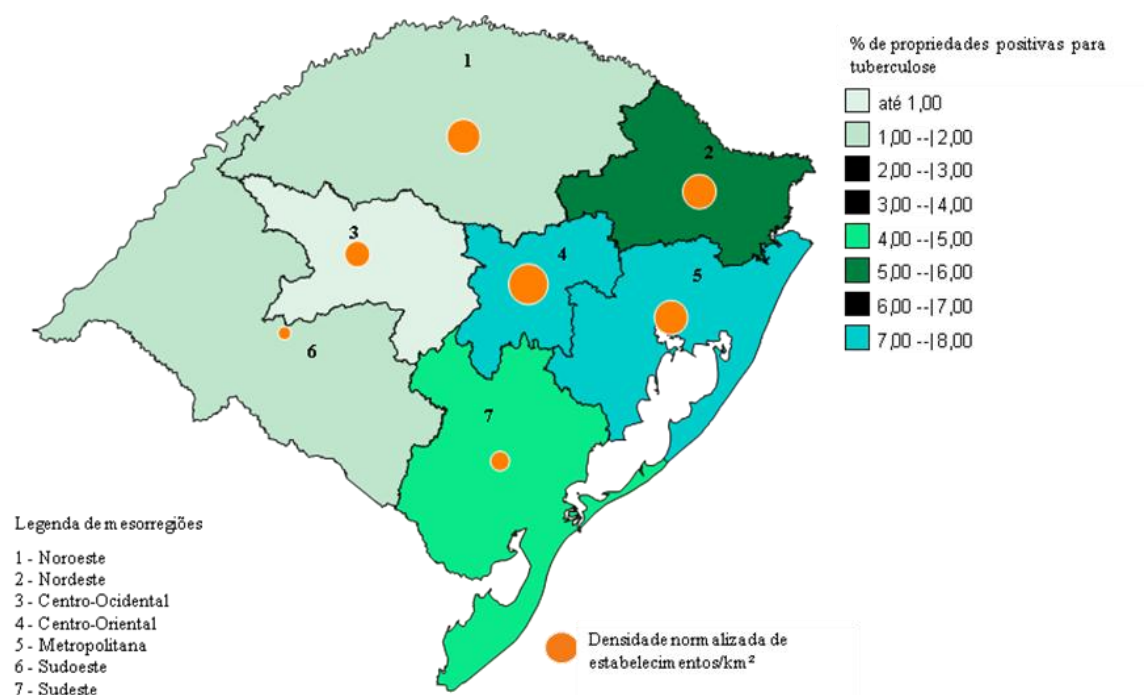 % de propriedades positivas para
tuberculose
até 1,00
1,00 --| 2,00
2,00 --| 3,00
3,00 --| 4,00
4,00 --| 5,00
5,00 --| 6,00
6,00 --| 7,00
7,00 --| 8,00
1
2
3
4
5
6
7
Legenda de mesorregiões
1 - Noroeste
2 - Nordeste
3 - Centro-Ocidental
4 - Centro-Oriental
5 - Metropolitana
6 - Sudoeste
7 - Sudeste
Densidade normalizada de
estabelecimentos/km²